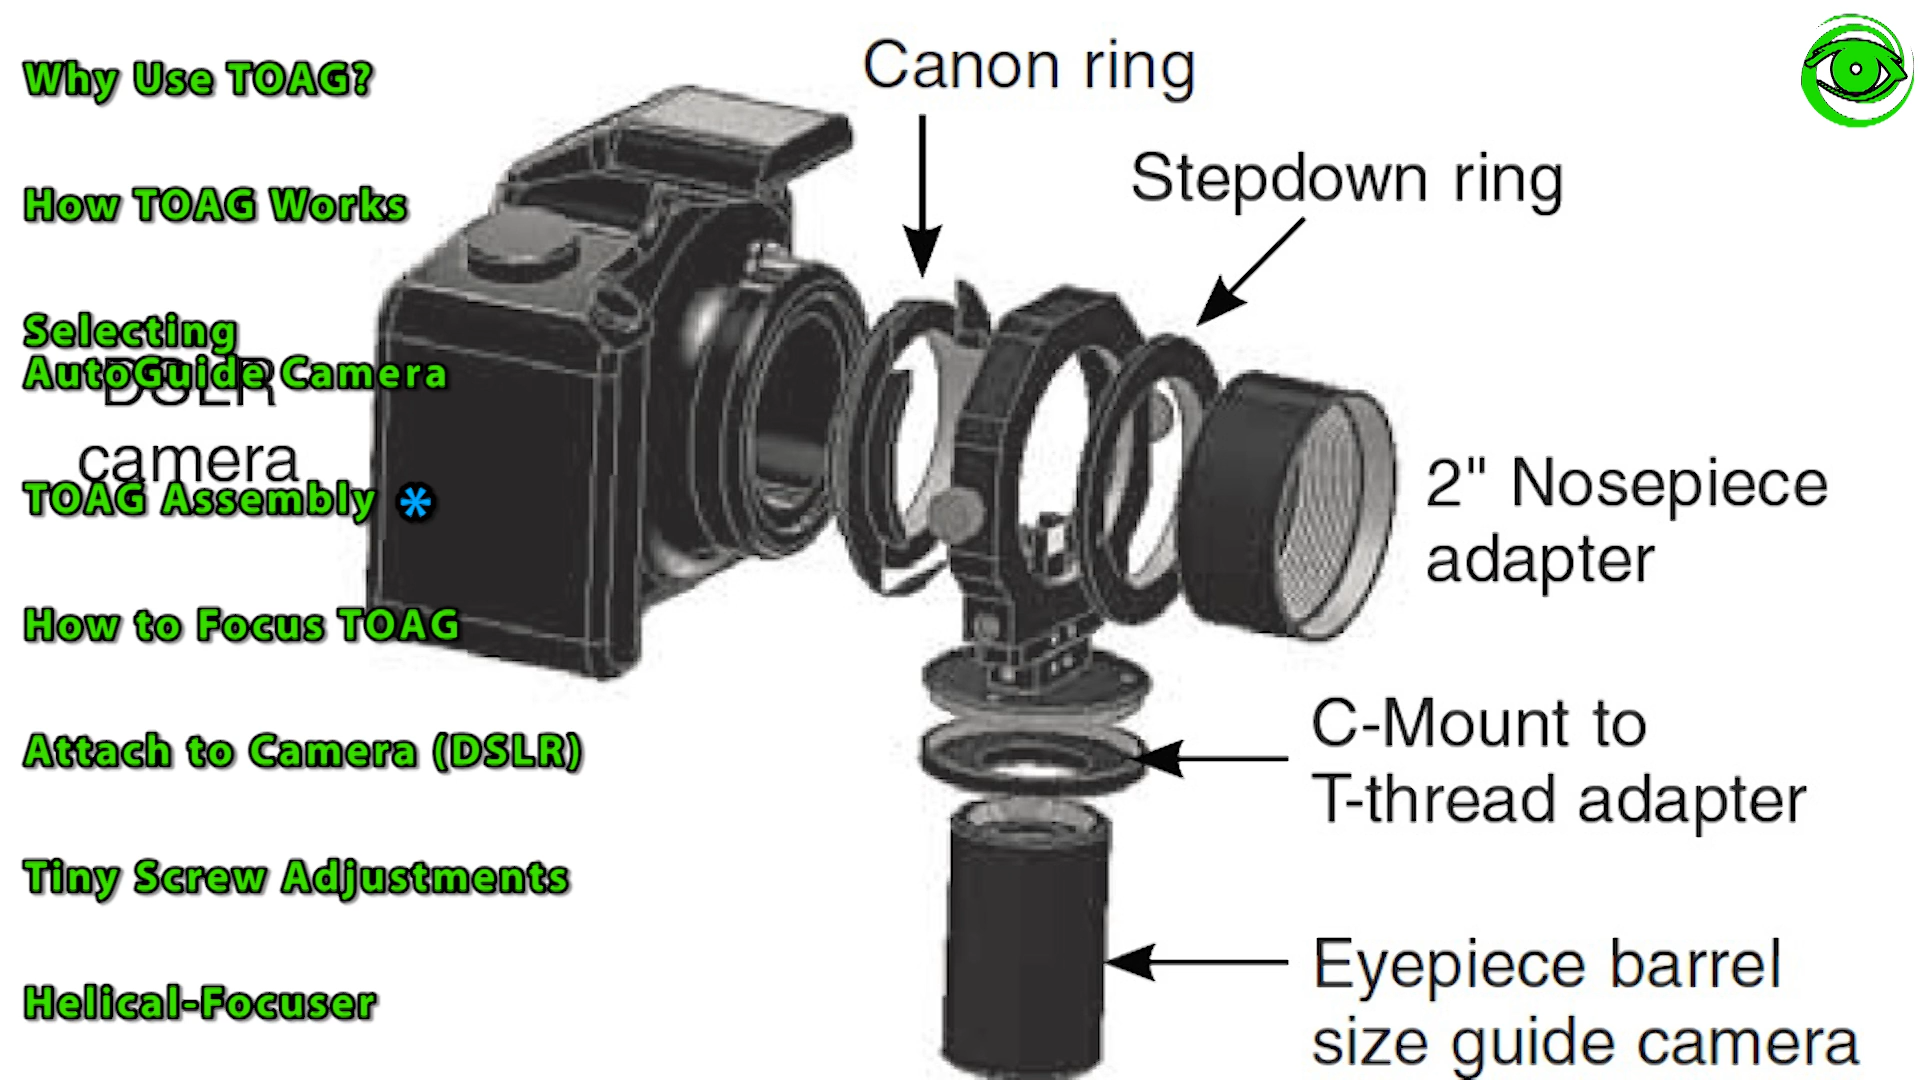 Why Use TOAG?
How TOAG Works
Selecting
AutoGuide Camera
TOAG Assembly *
How to Focus TOAG
Attach to Camera (DSLR)
Tiny Screw Adjustments
Helical-Focuser
DSLR
camera
Canon ring
Stepdown ring
2" Nosepiece
adapter
C-Mount to
T-thread adapter
Eyepiece barrel
size guide camera